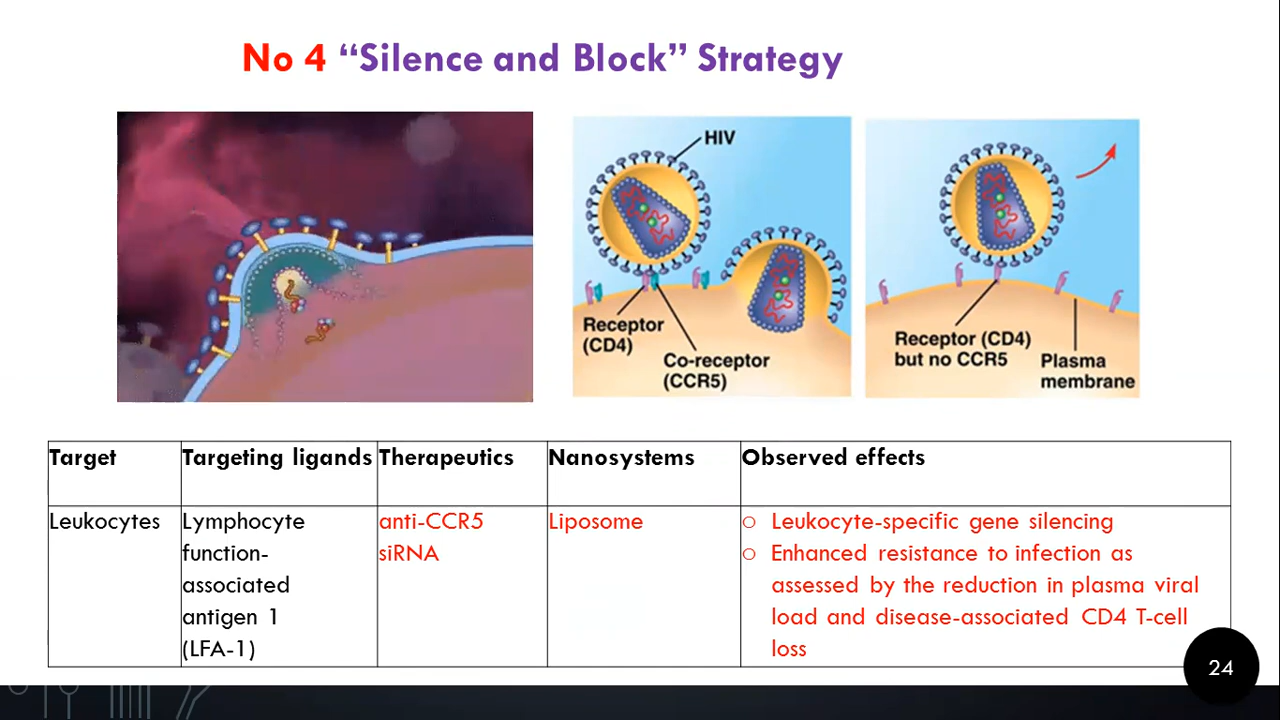 No 4 “Silence and Block” Strategy
HIV
Receptor
(CD4)
Co-receptor
(CCR5)
Receptor (CD4)
but no CCR5
Plasma
membrane
Target
Targeting ligands
Therapeutics
Nanosystems
Observed effects
Leukocytes
Lymphocyte
function-
associated
antigen 1
(LFA-1)
anti-CCR5
siRNA
Liposome
o Leukocyte-specific gene silencing
o Enhanced resistance to infection as
assessed by the reduction in plasma viral
load and disease-associated CD4 T-cell
loss
24